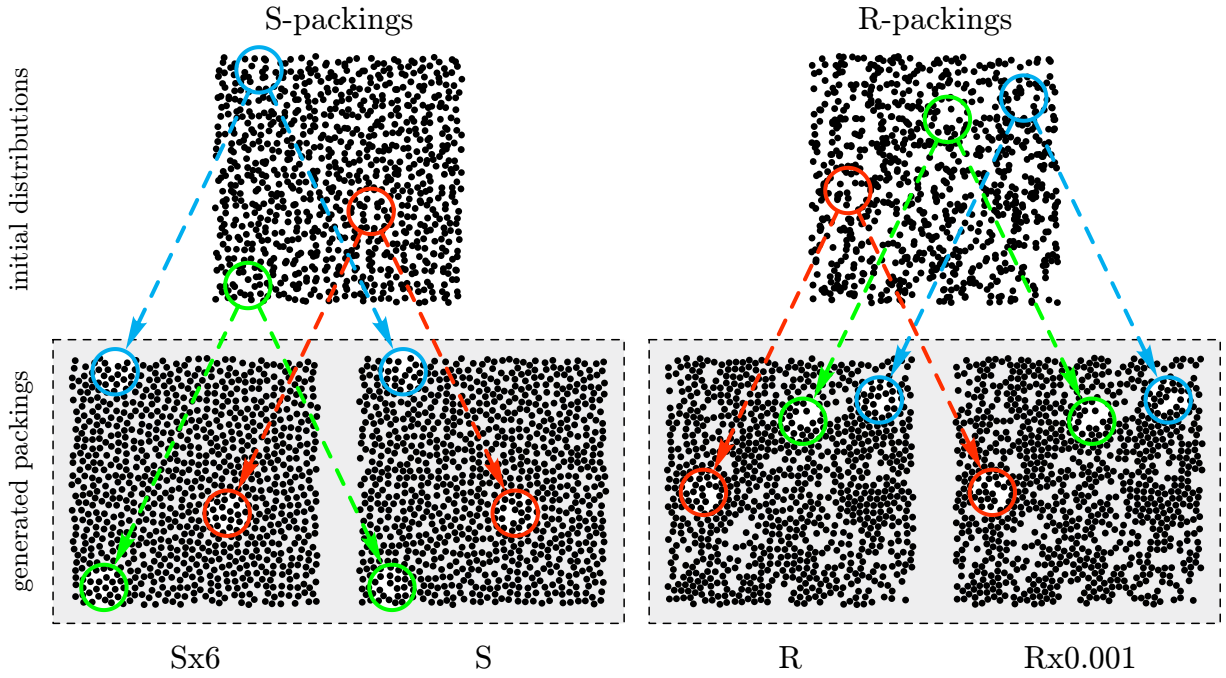 S-packings
R-packings
initial distributions
generated packings
Sx6
S
R
Rx0.001